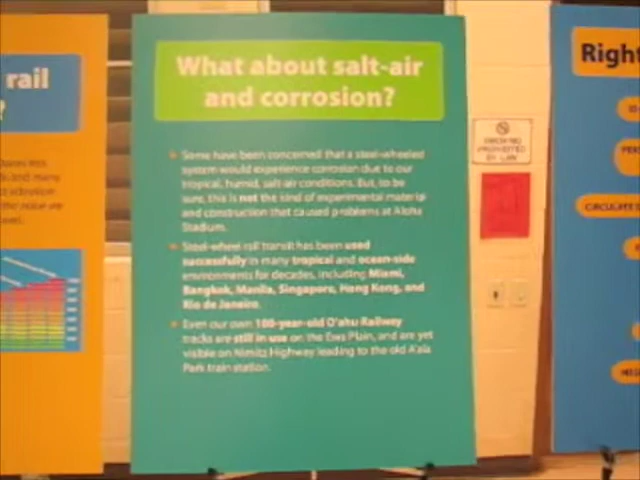 rail
?
What about salt-air
and corrosion?
Some have been concerned that a steel-wheeled
system would experience corrosion due to our
tropical, humid, salt-air conditions. But, to be
sure, this is not the kind of experimental material
and construction that caused problems at Aloha
Stadium.
Steel-wheel rail transit has been used
successfully in many tropical and ocean-side
environments for decades, including Miami,
Bangkok, Manila, Singapore, Hong Kong, and
Rio de Janeiro.
Even our own 100-year-old O'ahu Railway
tracks are still in use on the Ewa Plain, and are yet
visible on Nimitz Highway leading to the old A'ala
Park train station.
SMOKING
PROHIBITED
BY LAW
Right